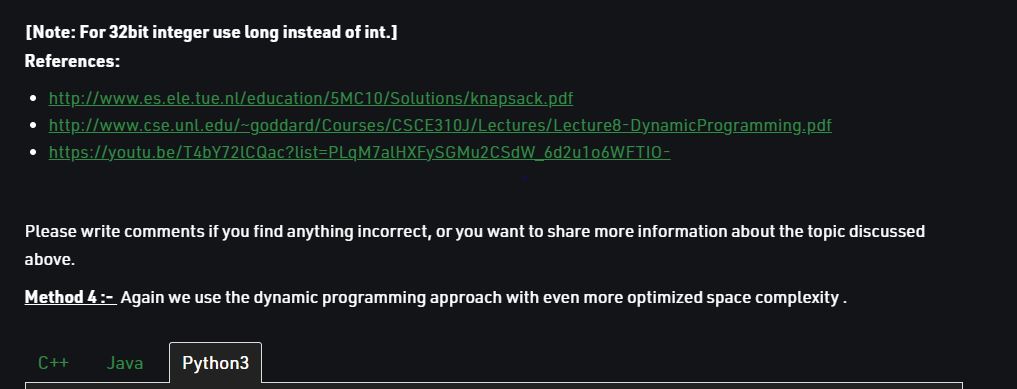 [Note: For 32bit integer use long instead of int.]
References:
http://www.es.ele.tue.nl/education/5MC10/Solutions/knapsack.pdf
http://www.cse.unl.edu/~goddard/Courses/CSCE310J/Lectures/Lecture8-DynamicProgramming.pdf
https://youtu.be/T4bY72lCQac?list=PLqM7alHXFySGMu2CSdW_6d2u1o6WFTIO-
Please write comments if you find anything incorrect, or you want to share more information about the topic discussed
above.
Method 4 :- Again we use the dynamic programming approach with even more optimized space complexity .
C++ Java Python3